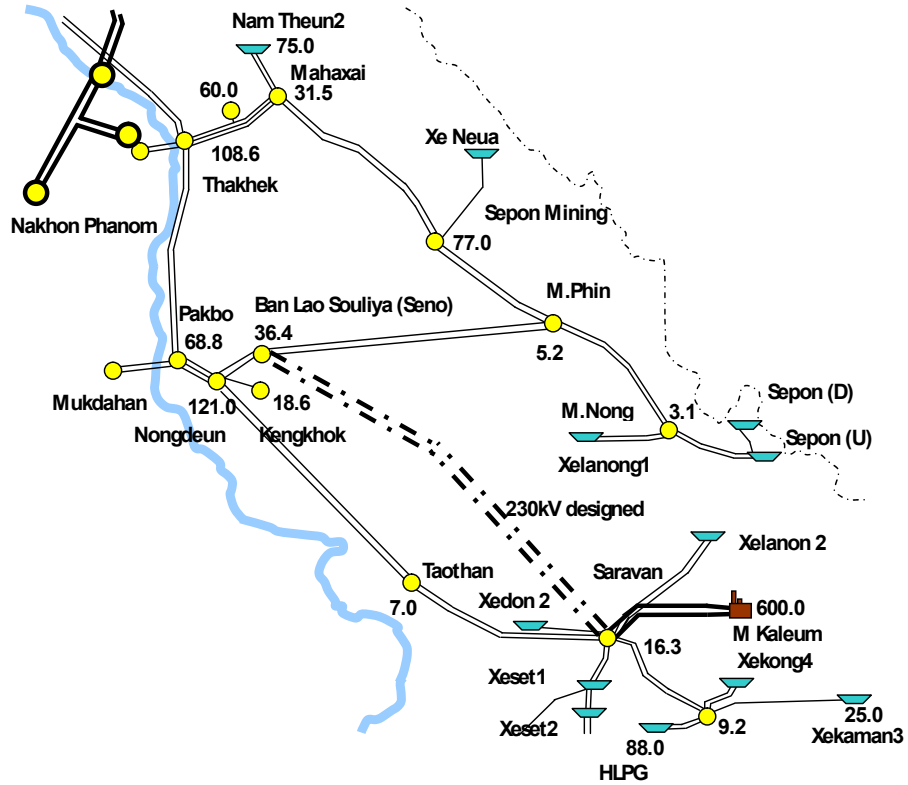 Nam Theun2
75.0
Mahaxai
60.0
31.5
108.6
Xe Neua
Thakhek
Nakhon Phanom
Sepon Mining
77.0
M.Phin
Ban Lao Souliya (Seno)
Pakbo
36.4
68.8
5.2
Mukdahan
121.0
18.6
Nongdeun
Kengkhok
M.Nong
3.1
Sepon (D)
Sepon (U)
Xelanong1
230kV designed
Xelanon 2
Taothan
Saravan
7.0
Xedon 2
600.0
M Kaleum
16.3
Xekong4
Xeset1
Xeset2
88.0
9.2
25.0
Xekaman3
HLPG